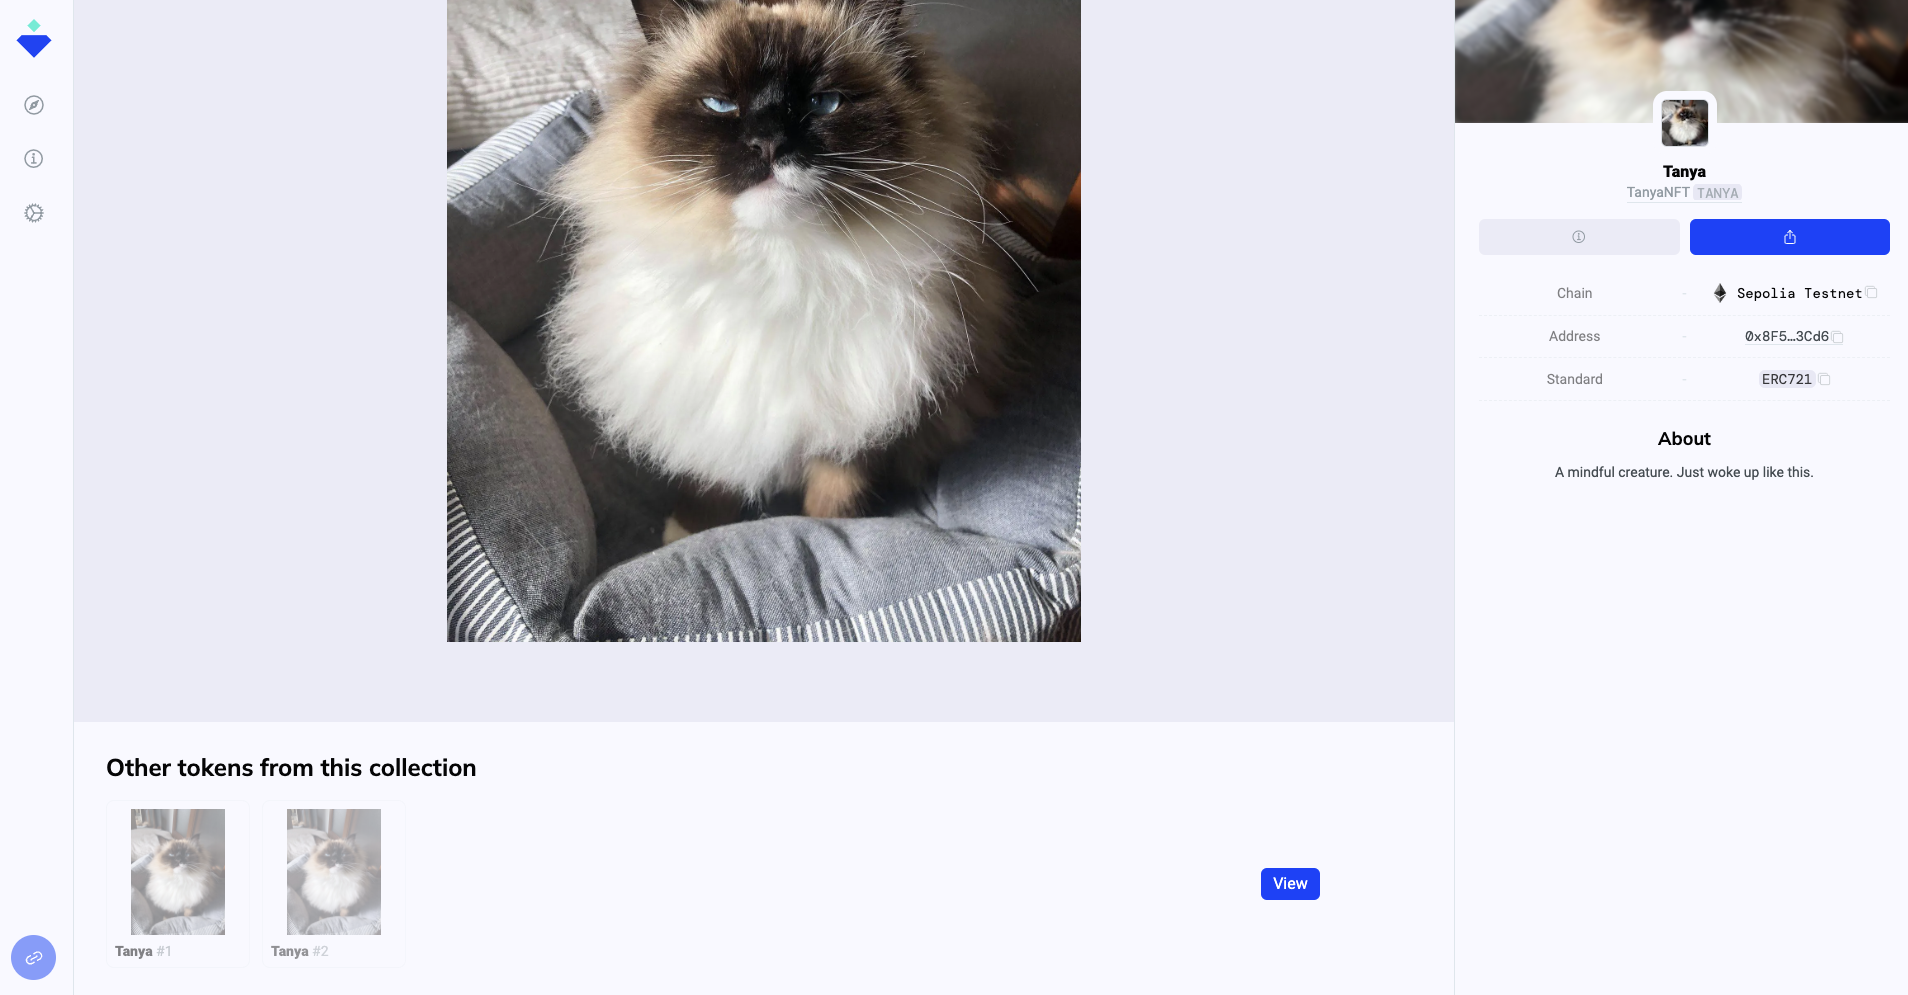 Tanya
TanyaNFT TANYA
Chain - Sepolia Testnet
Address - 0x8F5…3Cd6
Standard - ERC721
About
A mindful creature. Just woke up like this.
Other tokens from this collection
Tanya #1
Tanya #2
View